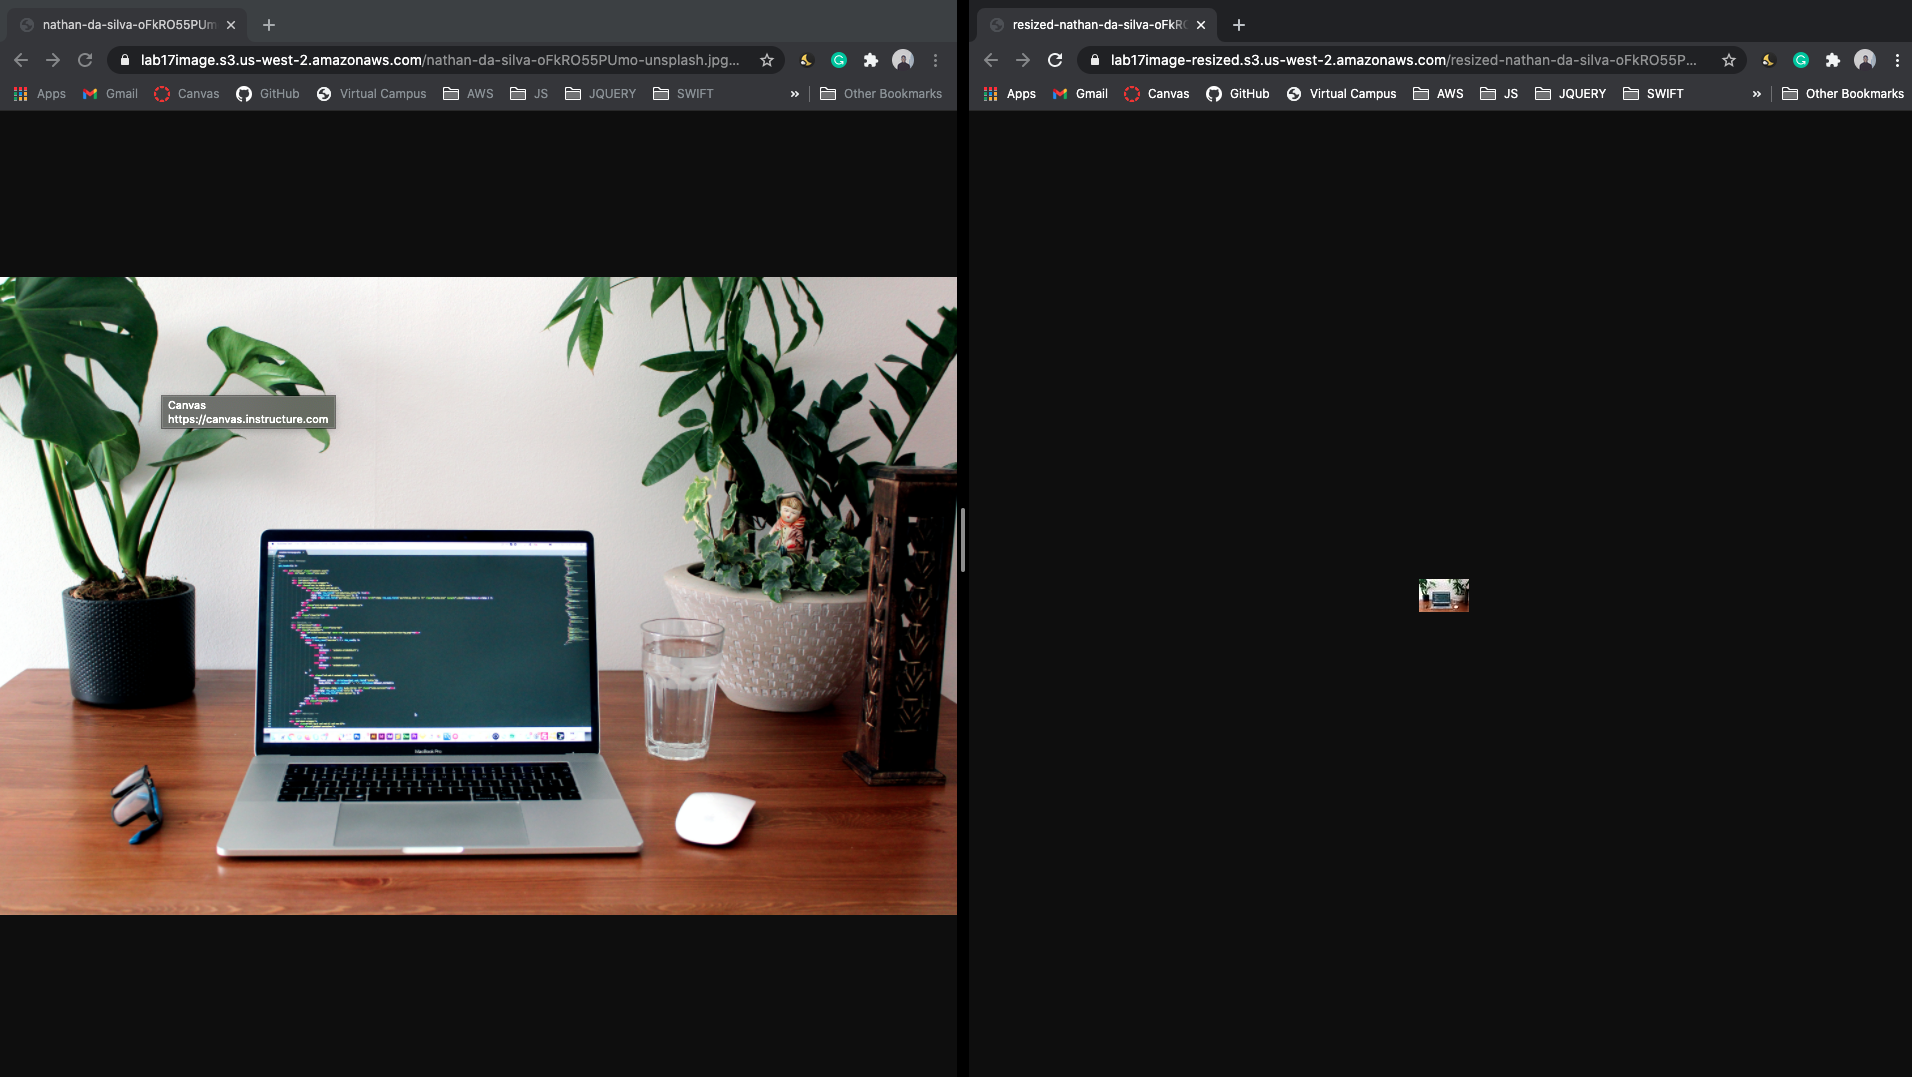 nathan-da-silva-oFkRO55PUm
lab17image.s3.us-west-2.amazonaws.com/nathan-da-silva-oFkRO55PUmo-unsplash.jpg...
Apps Gmail Canvas GitHub Virtual Campus AWS JS JQUERY SWIFT » Other Bookmarks
Canvas
https://canvas.instructure.com
MacBook Pro
resized-nathan-da-silva-oFkR
lab17image-resized.s3.us-west-2.amazonaws.com/resized-nathan-da-silva-oFkRO55P...
Apps Gmail Canvas GitHub Virtual Campus AWS JS JQUERY SWIFT » Other Bookmarks